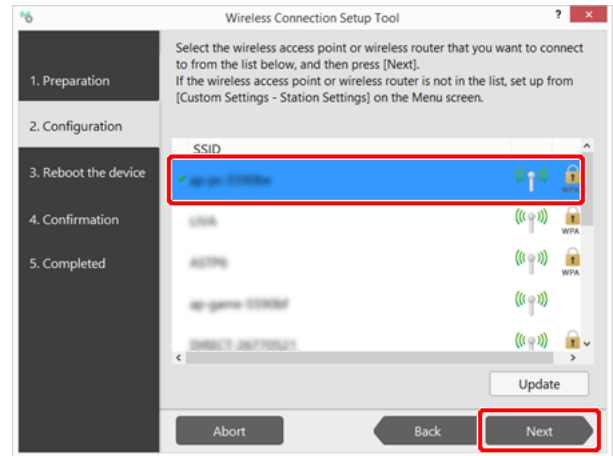 Wireless Connection Setup Tool
?
×
Select the wireless access point or wireless router that you want to connect
to from the list below, and then press [Next].
If the wireless access point or wireless router is not in the list, set up from
[Custom Settings - Station Settings] on the Menu screen.
1. Preparation
2. Configuration
3. Reboot the device
4. Confirmation
5. Completed
SSID
WPA
WPA
WPA
Update
Abort
Back
Next